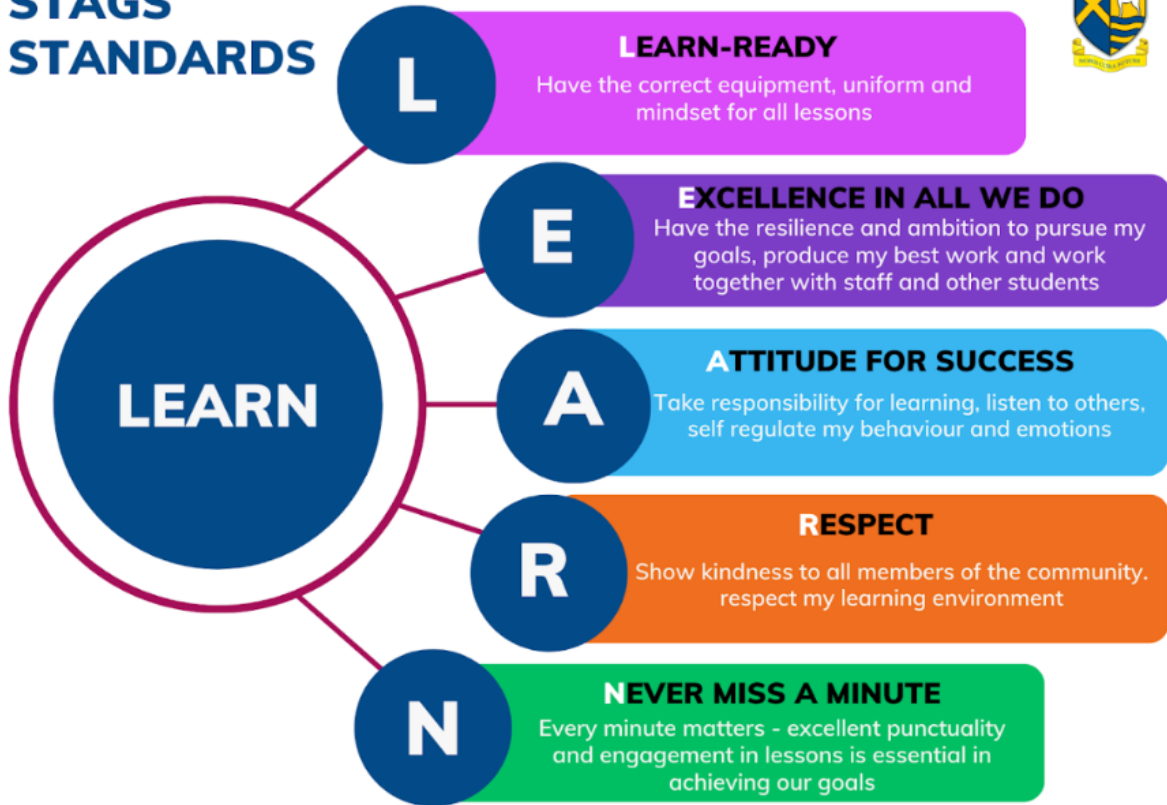 STAGS
STANDARDS
L
LEARN-READY
Have the correct equipment, uniform and
mindset for all lessons
E
EXCELLENCE IN ALL WE DO
Have the resilience and ambition to pursue my
goals, produce my best work and work
together with staff and other students
LEARN
A
ATTITUDE FOR SUCCESS
Take responsibility for learning, listen to others,
self regulate my behaviour and emotions
R
RESPECT
Show kindness to all members of the community.
respect my learning environment
N
NEVER MISS A MINUTE
Every minute matters - excellent punctuality
and engagement in lessons is essential in
achieving our goals